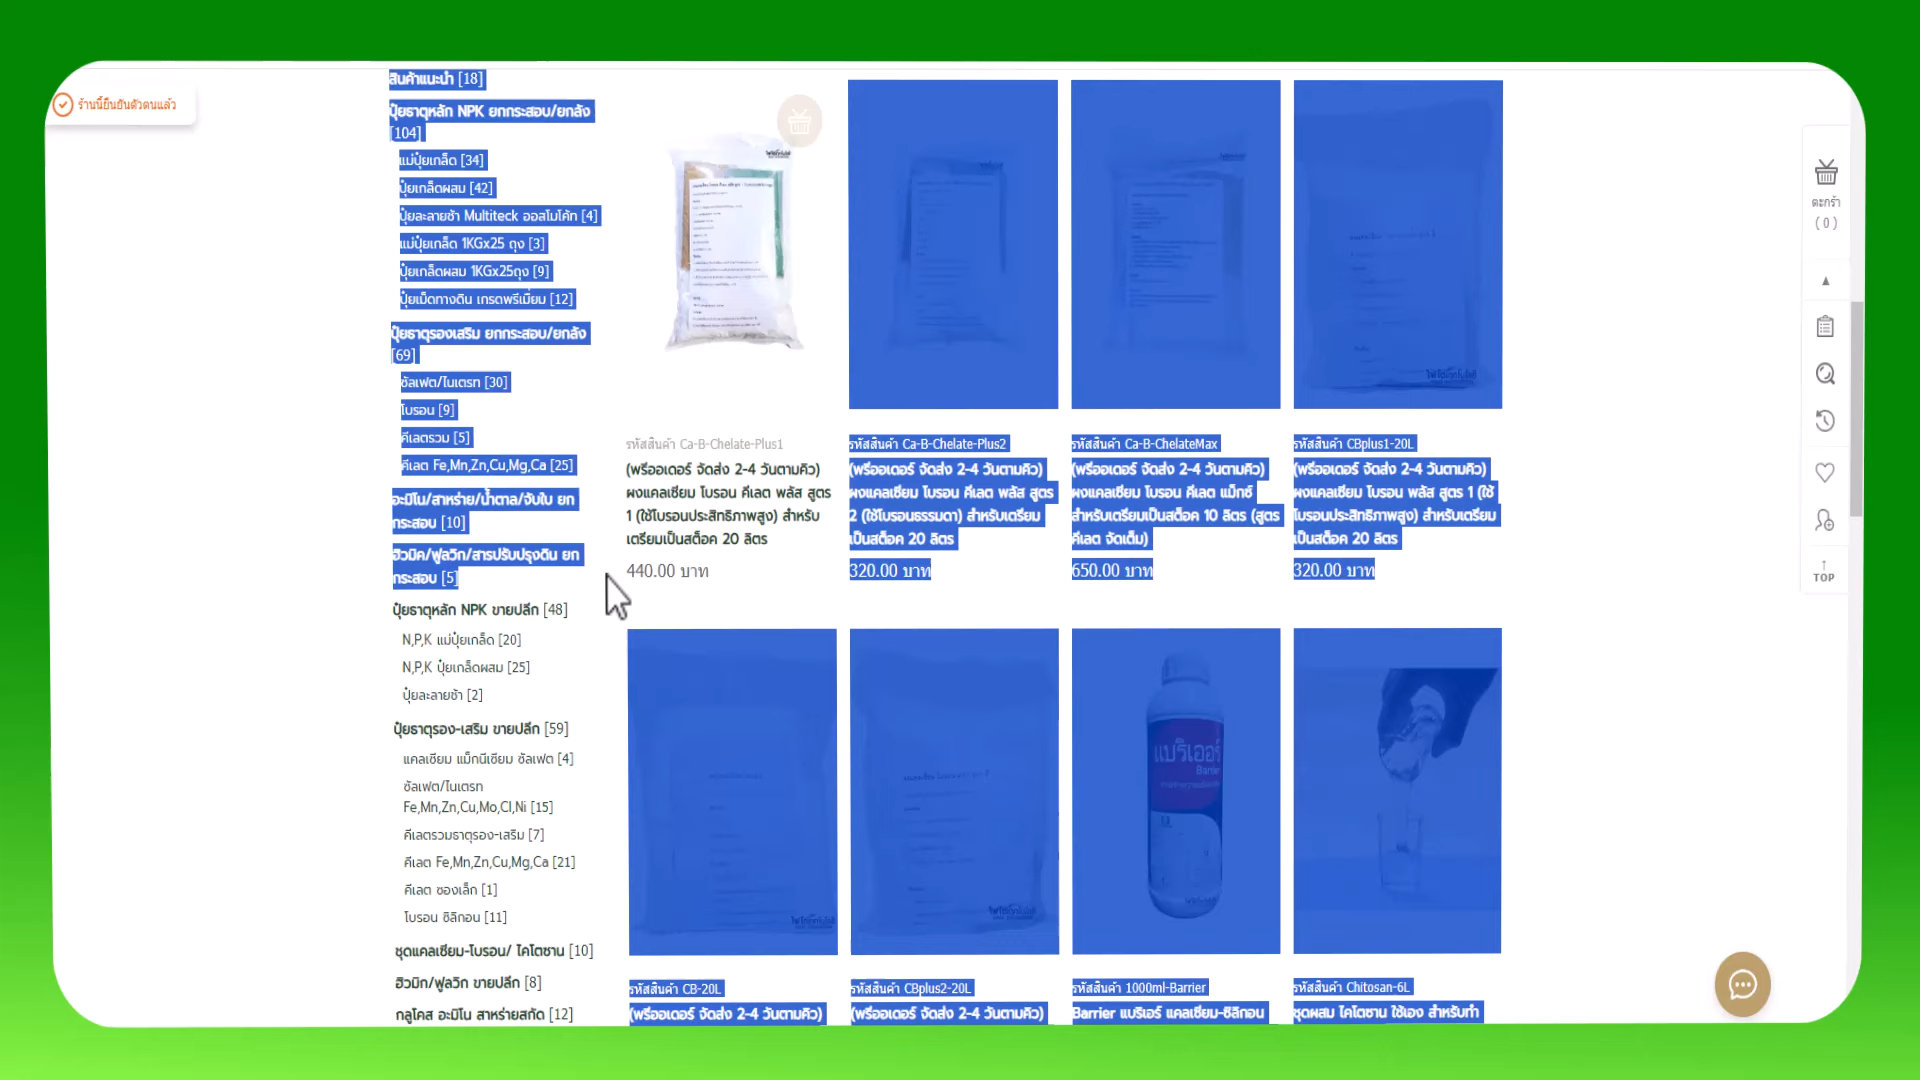 ร้านนี้ยืนยันตัวตนแล้ว
สินค้าแนะนำ [18]
ปุ๋ยธาตุหลัก NPK ยกกระสอบ/ยกลัง
[104]
แม่ปุ๋ยเกล็ด [34]
ปุ๋ยเกล็ดผสม [42]
ปุ๋ยละลายช้า Multiteck ออสโมโค้ท [4]
แม่ปุ๋ยเกล็ด 1KGx25 ถุง [3]
ปุ๋ยเกล็ดผสม 1KGx25ถุง [9]
ปุ๋ยเม็ดทางดิน เกรดพรีเมี่ยม [12]
ปุ๋ยธาตุรองเสริม ยกกระสอบ/ยกลัง
[69]
ซัลเฟต/ไนเตรท [30]
โบรอน [9]
คีเลตรวม [5]
คีเลต Fe,Mn,Zn,Cu,Mg,Ca [25]
อะมิโน/สาหร่าย/น้ำตาล/จับใบ ยก
กระสอบ [10]
ฮิวมิค/ฟูลวิก/สารปรับปรุงดิน ยก
กระสอบ [5]
ปุ๋ยธาตุหลัก NPK ขายปลีก [48]
N,P,K แม่ปุ๋ยเกล็ด [20]
N,P,K ปุ๋ยเกล็ดผสม [25]
ปุ๋ยละลายช้า [2]
ปุ๋ยธาตุรอง-เสริม ขายปลีก [59]
แคลเซียม แม็กนีเซียม ซัลเฟต [4]
ซัลเฟต/ไนเตรท
Fe,Mn,Zn,Cu,Mo,Cl,Ni [15]
คีเลตรวมธาตุรอง-เสริม [7]
คีเลต Fe,Mn,Zn,Cu,Mg,Ca [21]
คีเลต ซองเล็ก [1]
โบรอน ซิลิกอน [11]
ชุดแคลเซียม-โบรอน/ ไคโตซาน [10]
ฮิวมิก/ฟูลวิก ขายปลีก [8]
กลูโคส อะมิโน สาหร่ายสกัด [12]
รหัสสินค้า Ca-B-Chelate-Plus1
(พรีออเดอร์ จัดส่ง 2-4 วันตามคิว)
ผงแคลเซียม โบรอน คีเลต พลัส สูตร
1 (ใช้โบรอนประสิทธิภาพสูง) สำหรับ
เตรียมเป็นสต็อค 20 ลิตร
440.00 บาท
รหัสสินค้า Ca-B-Chelate-Plus2
(พรีออเดอร์ จัดส่ง 2-4 วันตามคิว)
ผงแคลเซียม โบรอน คีเลต พลัส สูตร
2 (ใช้โบรอนธรรมดา) สำหรับเตรียม
เป็นสต็อค 20 ลิตร
320.00 บาท
รหัสสินค้า Ca-B-ChelateMax
(พรีออเดอร์ จัดส่ง 2-4 วันตามคิว)
ผงแคลเซียม โบรอน คีเลต แม็กซ์
สำหรับเตรียมเป็นสต็อค 10 ลิตร (สูตร
คีเลต จัดเต็ม)
650.00 บาท
รหัสสินค้า CBplus1-20L
(พรีออเดอร์ จัดส่ง 2-4 วันตามคิว)
ผงแคลเซียม โบรอน พลัส สูตร 1 (ใช้
โบรอนประสิทธิภาพสูง) สำหรับเตรียม
เป็นสต็อค 20 ลิตร
320.00 บาท
แบริเออร์
Barrier
รหัสสินค้า CB-20L
(พรีออเดอร์ จัดส่ง 2-4 วันตามคิว)
รหัสสินค้า CBplus2-20L
(พรีออเดอร์ จัดส่ง 2-4 วันตามคิว)
รหัสสินค้า 1000ml-Barrier
Barrier แบริเออร์ แคลเซียม-ซิลิกอน
รหัสสินค้า Chitosan-6L
ชุดผสม ไคโตซาน ใช้เอง สำหรับทำ
ตะกร้า
( 0 )
TOP